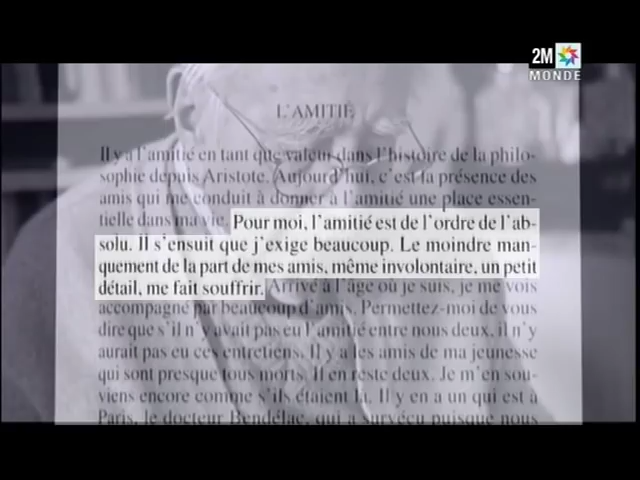 2M
MONDE
L'AMITIÉ
Il y a l'amitié en tant que valeur dans l'histoire de la philo-
sophie depuis Aristote. Aujourd'hui, c'est la présence des
amis qui me conduit à donner à l'amitié une place essen-
tielle dans ma vie. Pour moi, l'amitié est de l'ordre de l'ab-
solu. Il s'ensuit que j'exige beaucoup. Le moindre man-
quement de la part de mes amis, même involontaire, un petit
détail, me fait souffrir. Arrivé à l'âge où je suis, je me vois
accompagné par beaucoup d'amis. Permettez-moi de vous
dire que s'il n'y avait pas eu l'amitié entre nous deux, il n'y
aurait pas eu ces entretiens. Il y a les amis de ma jeunesse
qui sont presque tous morts. Il en reste deux. Je m'en sou-
viens encore comme s'ils étaient là. Il y en a un qui est à
Paris, le docteur Bendélac, qui a survécu puisque nous